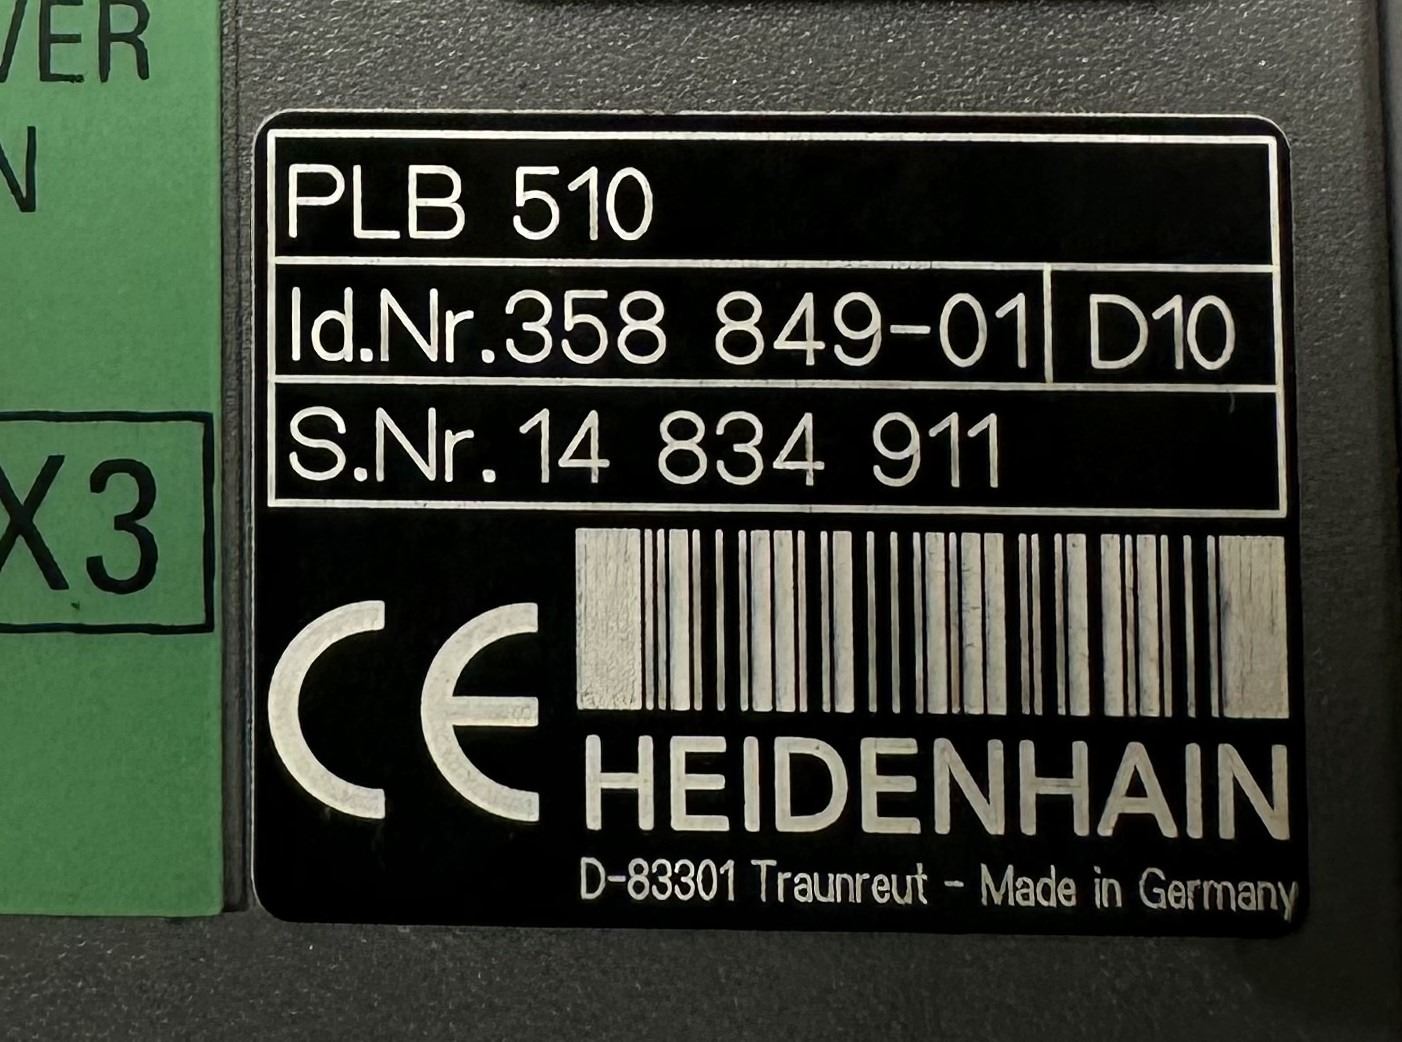 VER
N
X3
PLB 510
Id.Nr.358 849-01 D10
S.Nr.14 834 911
CE
HEIDENHAIN
D-83301 Traunreut - Made in Germany